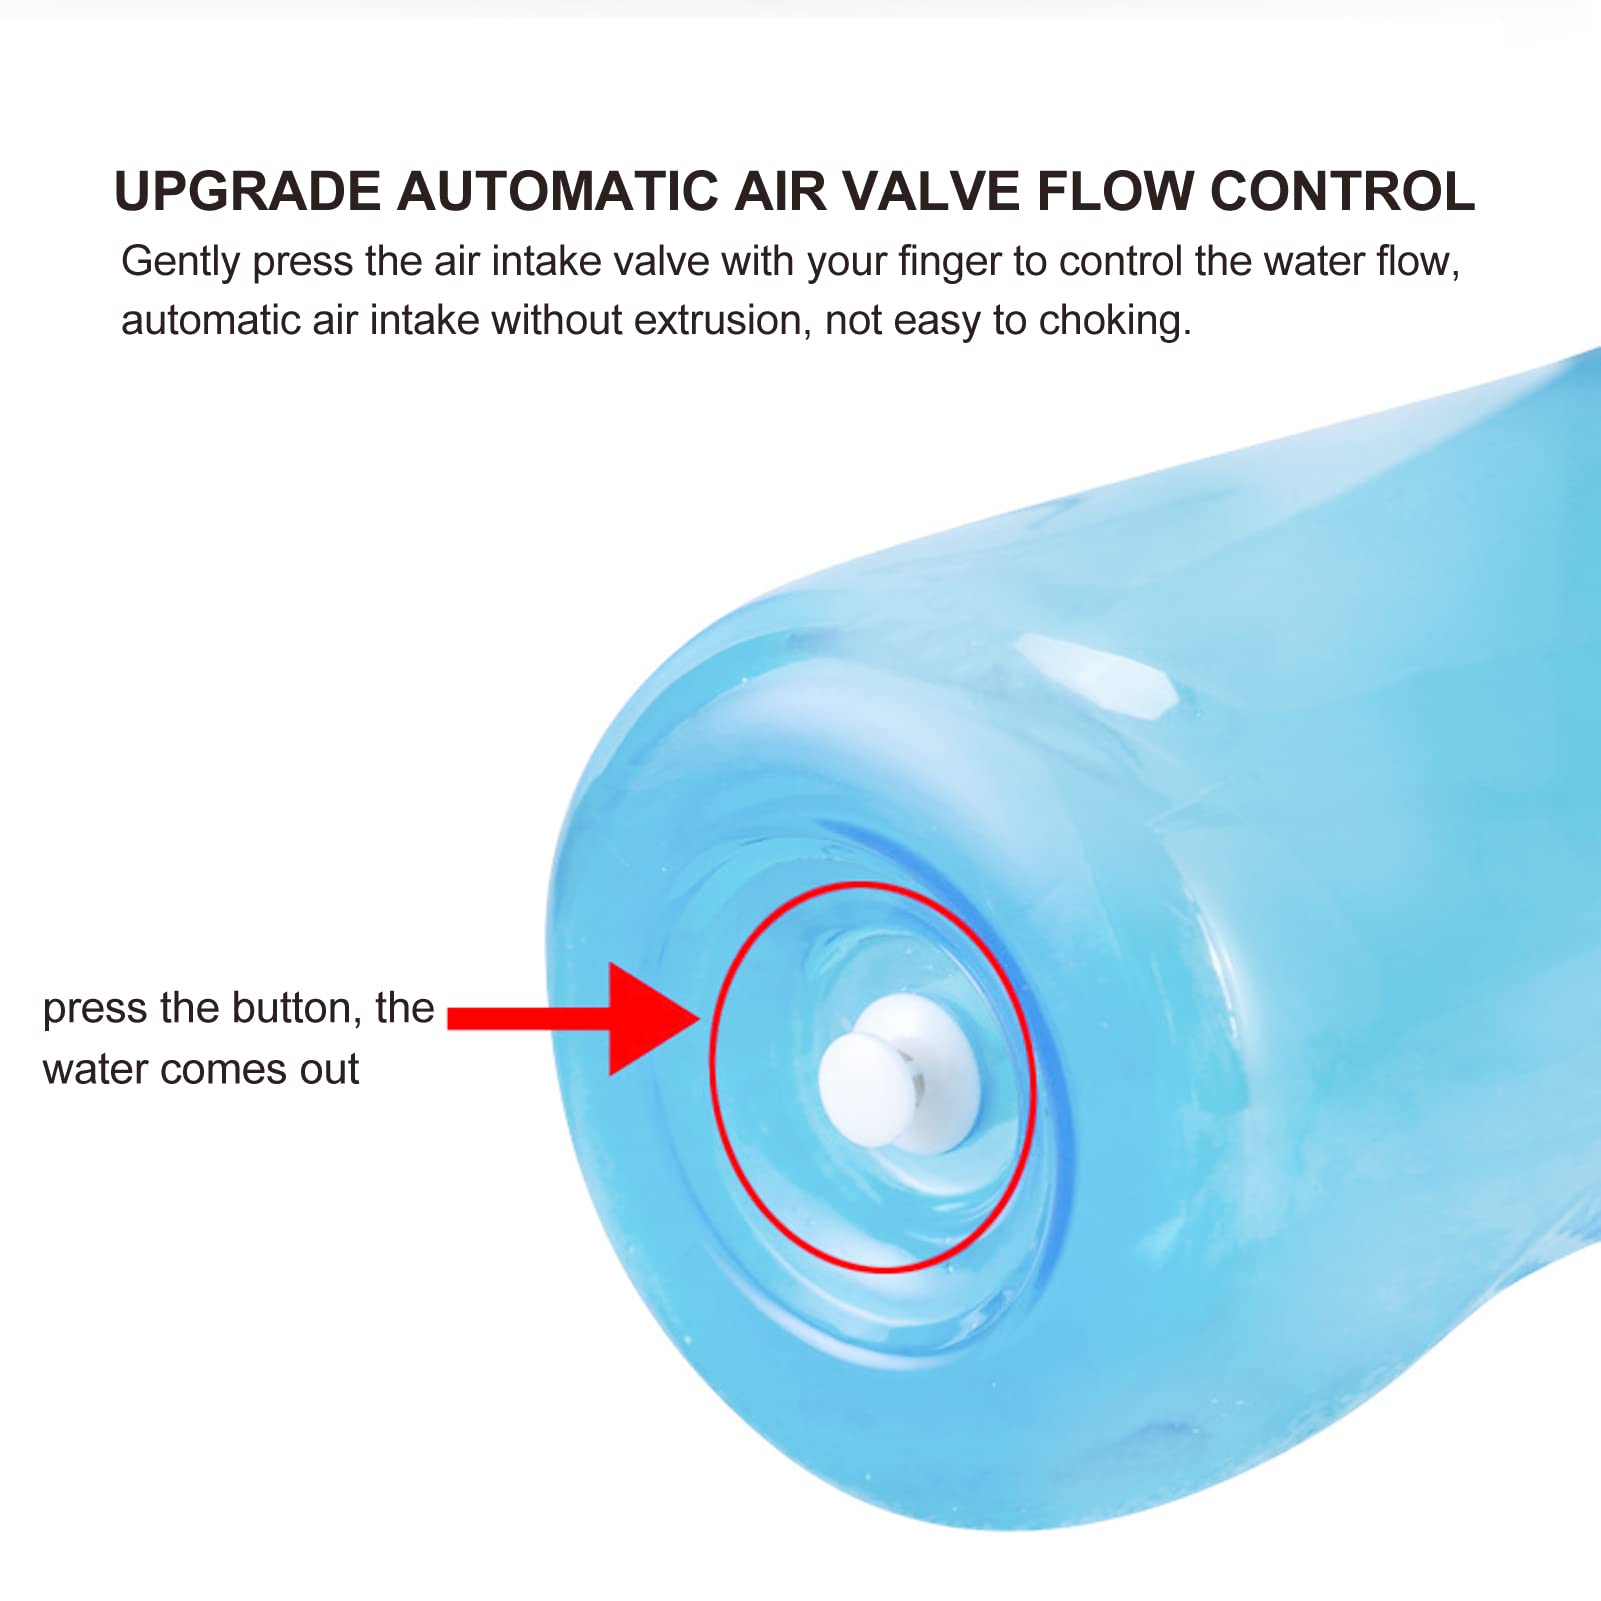 UPGRADE AUTOMATIC AIR VALVE FLOW CONTROL
Gently press the air intake valve with your finger to control the water flow,
automatic air intake without extrusion, not easy to choking.
press the button, the
water comes out